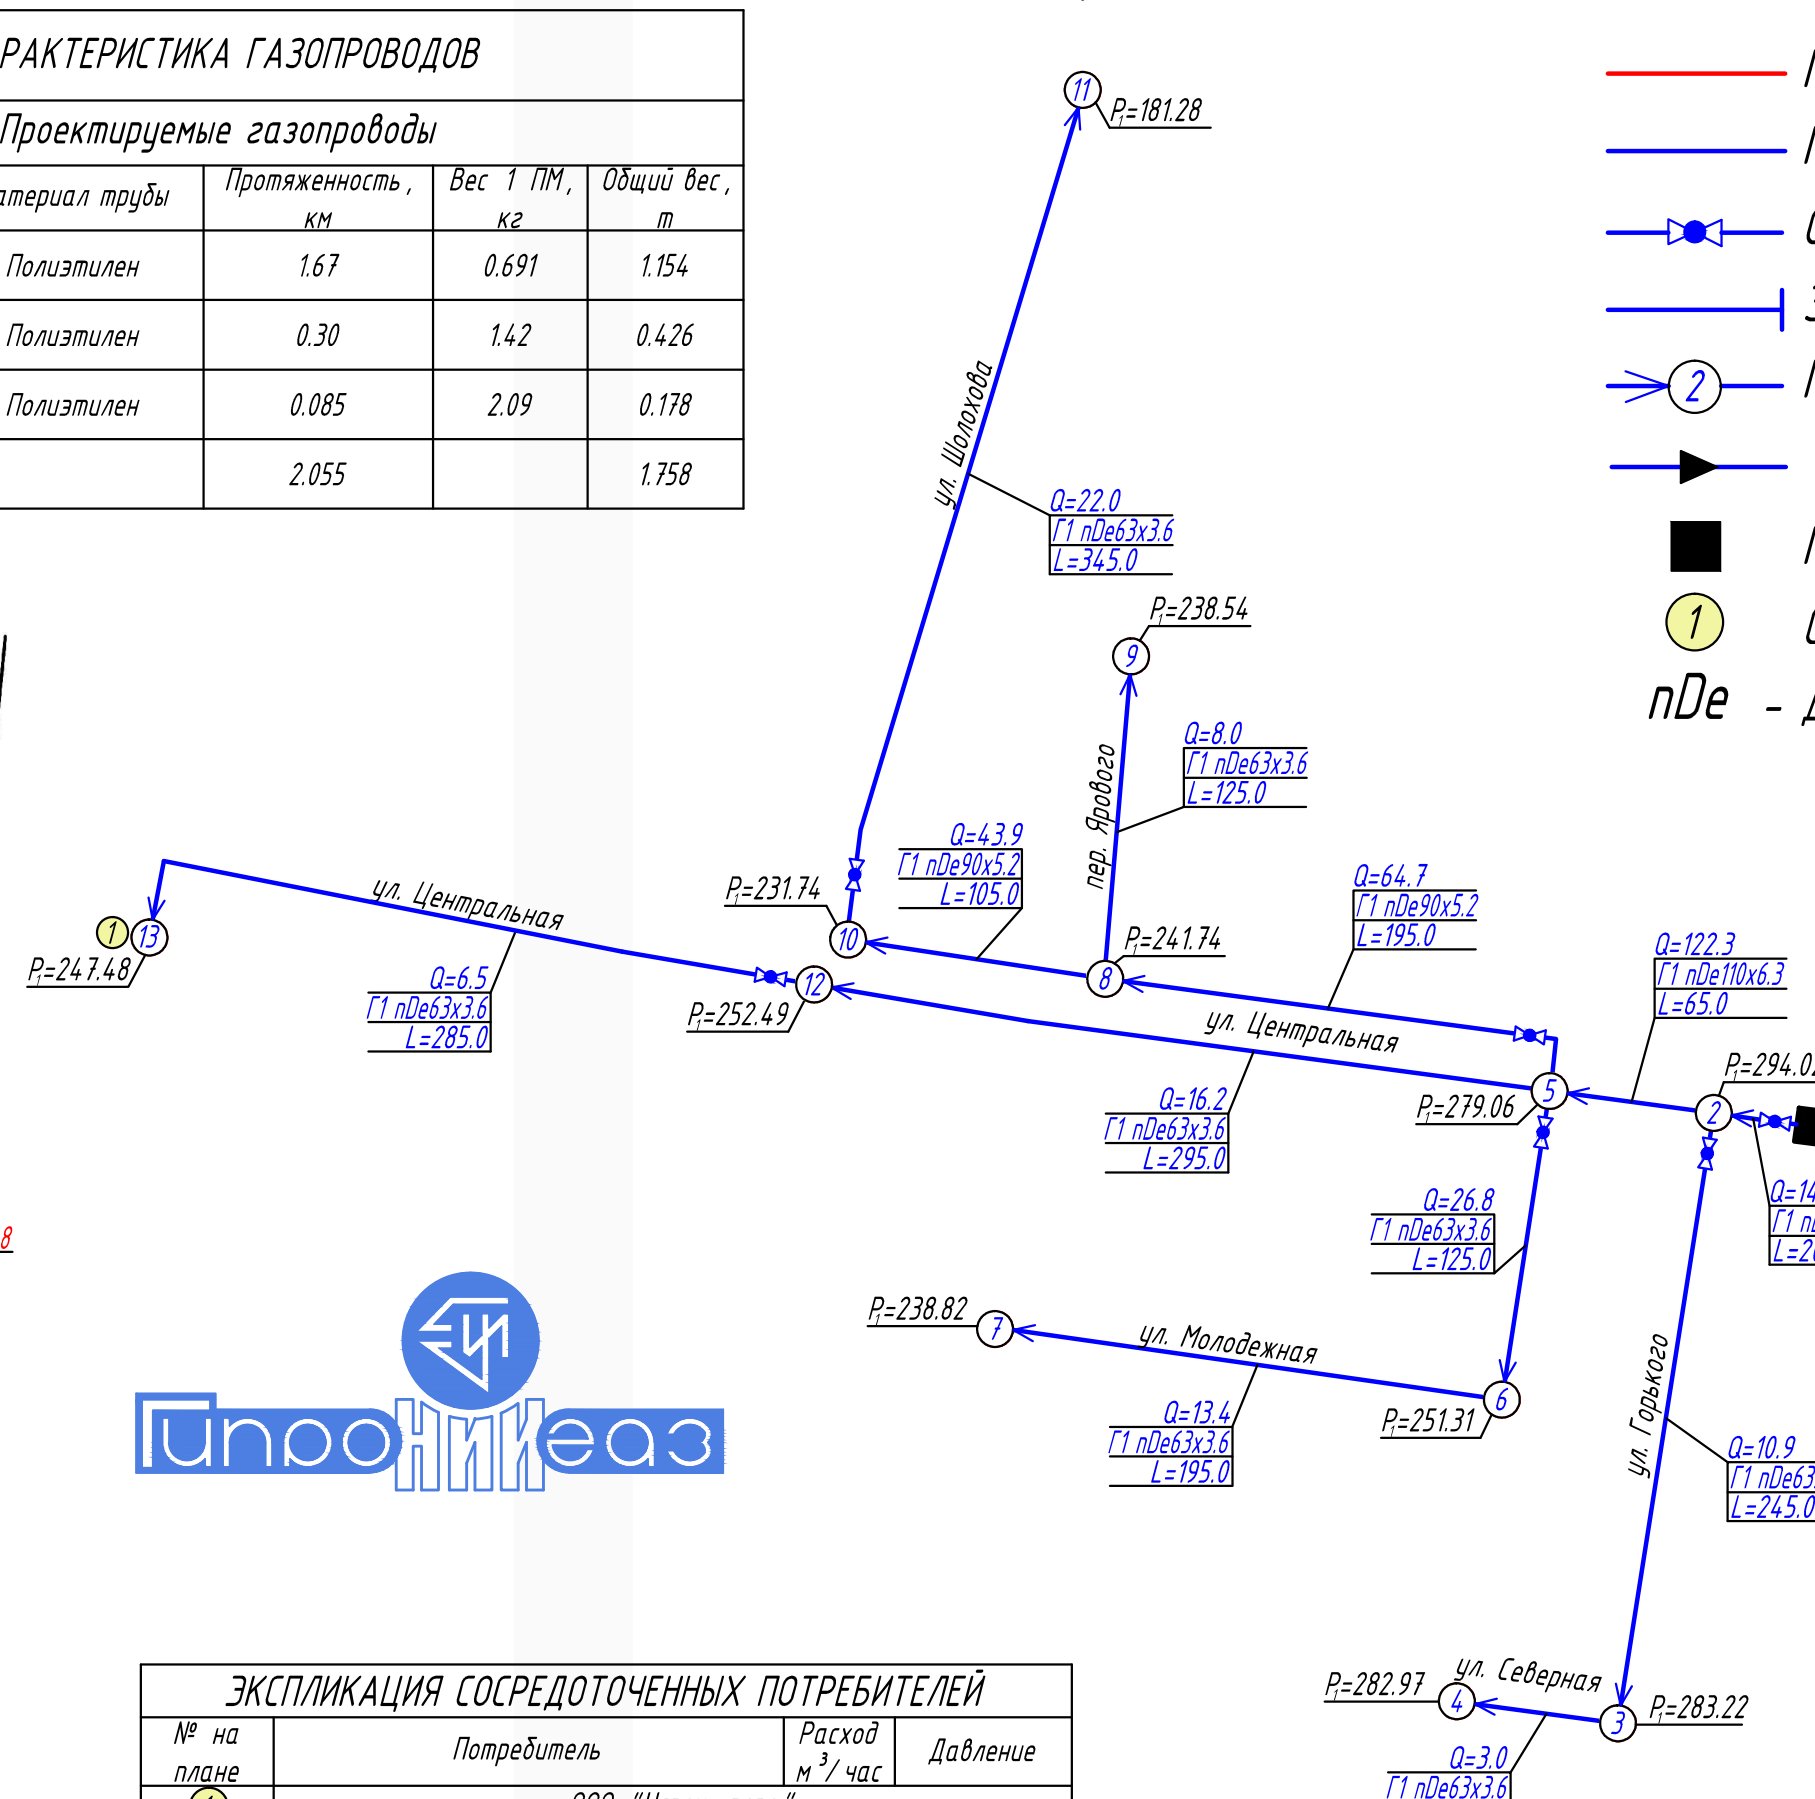 РАКТЕРИСТИКА ГАЗОПРОВОДОВ
Проектируемые газопроводы
атериал трубы
Протяженность, км
Вес 1 ПМ, кг
Общий вес, т
Полиэтилен 1.67 0.691 1.154
Полиэтилен 0.30 1.42 0.426
Полиэтилен 0.085 2.09 0.178
2.055 1.758
11
P₁=181.28
ул. Шолохова
Q=22.0
Г1 пDe63x3.6
L=345.0
2
1
пDe -
P₁=238.54
9
пер. Ярового
Q=8.0
Г1 пDe63x3.6
L=125.0
Q=43.9
Г1 пDe90x5.2
L=105.0
P₁=231.74
10
ул. Центральная
1
13
P₁=247.48
Q=6.5
Г1 пDe63x3.6
L=285.0
12
P₁=252.49
P₁=241.74
8
Q=64.7
Г1 пDe90x5.2
L=195.0
ул. Центральная
Q=122.3
Г1 пDe110x6.3
L=65.0
5
P₁=279.06
P₁=294.02
2
Q=16.2
Г1 пDe63x3.6
L=295.0
Q=14
Г1 п
L=2
Q=26.8
Г1 пDe63x3.6
L=125.0
8
ГипроНИИгаз
P₁=238.82
7
ул. Молодежная
6
P₁=251.31
Q=13.4
Г1 пDe63x3.6
L=195.0
ул. Горького
Q=10.9
Г1 пDe63.
L=245.0
P₁=282.97
4
ул. Северная
3
P₁=283.22
Q=3.0
Г1 пDe63x3.6
ЭКСПЛИКАЦИЯ СОСРЕДОТОЧЕННЫХ ПОТРЕБИТЕЛЕЙ
№ на плане
Потребитель
Расход м³/час
Давление